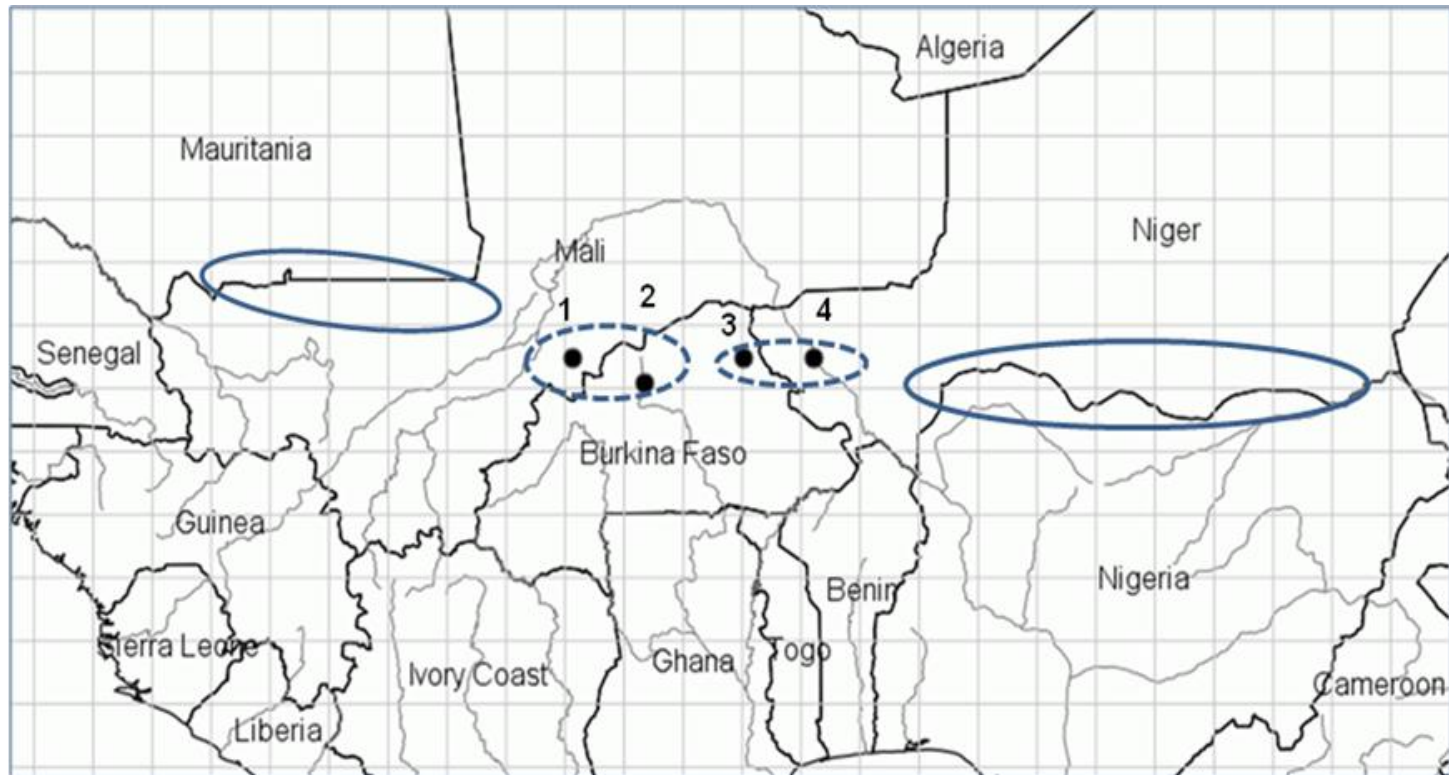 Algeria
Mauritania
Niger
Mali
1
2
3
4
Senegal
Burkina Faso
Guinea
Nigeria
Benin
Sierra Leone
Togo
Ghana
Ivory Coast
Cameroon
Liberia